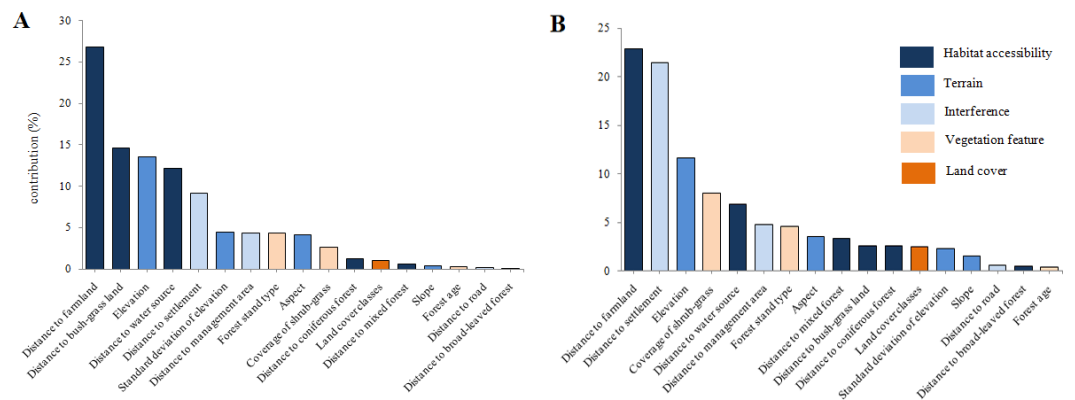 A
contribution (%)
30
25
20
15
10
5
0
Distance to farmland
Distance to bush-grass land
Elevation
Distance to water source
Distance to settlement
Standard deviation of elevation
Distance to management area
Forest stand type
Aspect
Coverage of shrub-grass
Distance to coniferous forest
Land cover classes
Distance to mixed forest
Slope
Forest age
Distance to road
Distance to broad-leaved forest
B
25
20
15
10
5
0
Distance to farmland
Distance to settlement
Elevation
Coverage of shrub-grass
Distance to water source
Distance to management area
Forest stand type
Aspect
Distance to mixed forest
Distance to bush-grass land
Distance to coniferous forest
Land cover classes
Standard deviation of elevation
Slope
Distance to road
Distance to broad-leaved forest
Forest age
Habitat accessibility
Terrain
Interference
Vegetation feature
Land cover